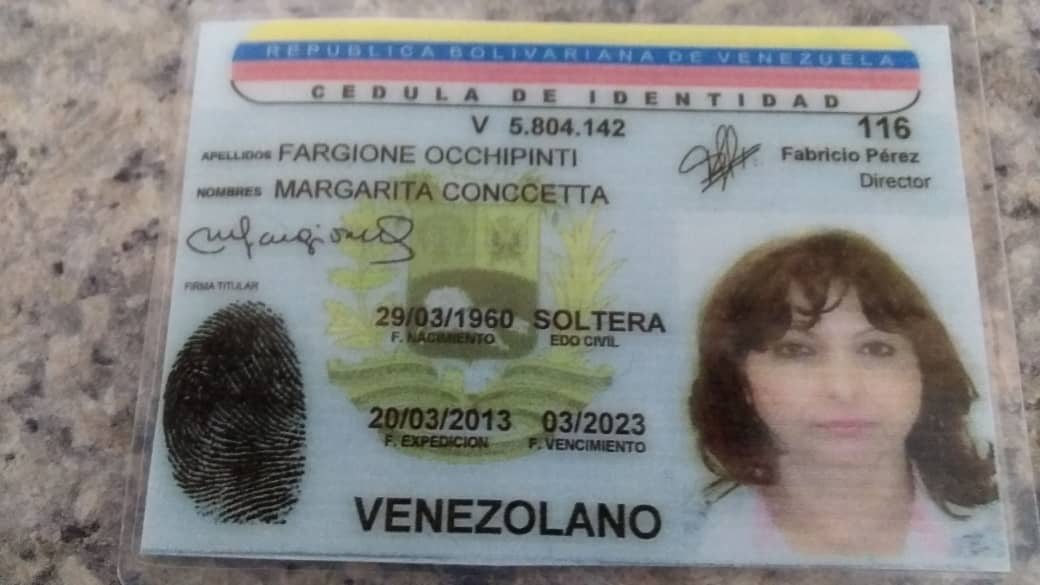 REPUBLICA BOLIVARIANA DE VENEZUELA
CEDULA DE IDENTIDAD
V 5.804.142 116
APELLIDOS FARGIONE OCCHIPINTI
Fabricio Pérez
Director
NOMBRES MARGARITA CONCCETTA
FIRMA TITULAR
29/03/1960 SOLTERA
F. NACIMIENTO EDO CIVIL
20/03/2013 03/2023
F. EXPEDICION F. VENCIMIENTO
VENEZOLANO